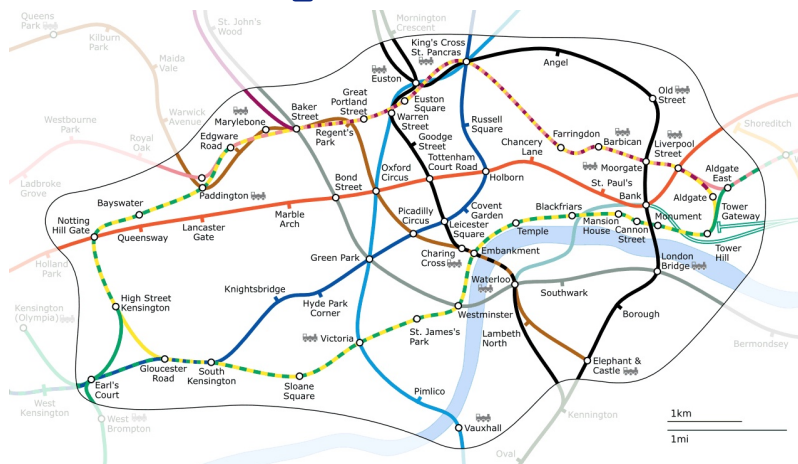 Queens
Park
Kilburn
Park
St. John's
Wood
Mornington
Crescent
King's Cross
St. Pancras
Angel
Maida
Vale
Euston
Old
Street
Westbourne
Park
Warwick
Avenue
Royal
Oak
Marylebone
Edgware
Road
Baker
Street
Great
Portland
Street
Regent's
Park
Euston
Square
Warren
Street
Goodge
Street
Russell
Square
Chancery
Lane
Farringdon
Barbican
Liverpool
Street
Shoreditch
Moorgate
Aldgate
East
Ladbroke
Grove
Paddington
Bond
Street
Oxford
Circus
Tottenham
Court Road
Holborn
St. Paul's
Bank
Aldgate
Tower
Gateway
Bayswater
Notting
Hill Gate
Queensway
Lancaster
Gate
Marble
Arch
Picadilly
Circus
Covent
Garden
Leicester
Square
Blackfriars
Temple
Mansion
House
Cannon
Street
Monument
Tower
Hill
Holland
Park
Green Park
Charing
Cross
Embankment
London
Bridge
Waterloo
Southwark
Kensington
(Olympia)
High Street
Kensington
Knightsbridge
Hyde Park
Corner
Westminster
Borough
Victoria
St. James's
Park
Lambeth
North
Bermondsey
Gloucester
Road
South
Kensington
Sloane
Square
Elephant &
Castle
Earl's
Court
West
Kensington
West
Brompton
Pimlico
Vauxhall
Kennington
Oval
1km
1mi